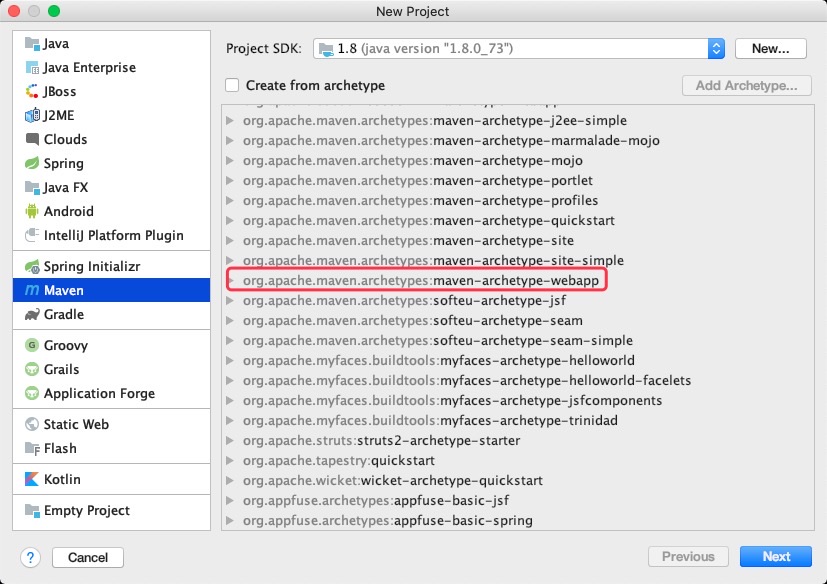 New Project
Java
Java Enterprise
JBoss
J2ME
Clouds
Spring
Java FX
Android
IntelliJ Platform Plugin
Spring Initializr
Maven
Gradle
Groovy
Grails
Application Forge
Static Web
Flash
Kotlin
Empty Project
Project SDK: 1.8 (java version "1.8.0_73") New...
Create from archetype Add Archetype...
org.apache.maven.archetypes:maven-archetype-j2ee-simple
org.apache.maven.archetypes:maven-archetype-marmalade-mojo
org.apache.maven.archetypes:maven-archetype-mojo
org.apache.maven.archetypes:maven-archetype-portlet
org.apache.maven.archetypes:maven-archetype-profiles
org.apache.maven.archetypes:maven-archetype-quickstart
org.apache.maven.archetypes:maven-archetype-site
org.apache.maven.archetypes:maven-archetype-site-simple
org.apache.maven.archetypes:maven-archetype-webapp
org.apache.maven.archetypes:softeu-archetype-jsf
org.apache.maven.archetypes:softeu-archetype-seam
org.apache.maven.archetypes:softeu-archetype-seam-simple
org.apache.myfaces.buildtools:myfaces-archetype-helloworld
org.apache.myfaces.buildtools:myfaces-archetype-helloworld-facelets
org.apache.myfaces.buildtools:myfaces-archetype-jsfcomponents
org.apache.myfaces.buildtools:myfaces-archetype-trinidad
org.apache.struts:struts2-archetype-starter
org.apache.tapestry:quickstart
org.apache.wicket:wicket-archetype-quickstart
org.appfuse.archetypes:appfuse-basic-jsf
org.appfuse.archetypes:appfuse-basic-spring
? Cancel Previous Next